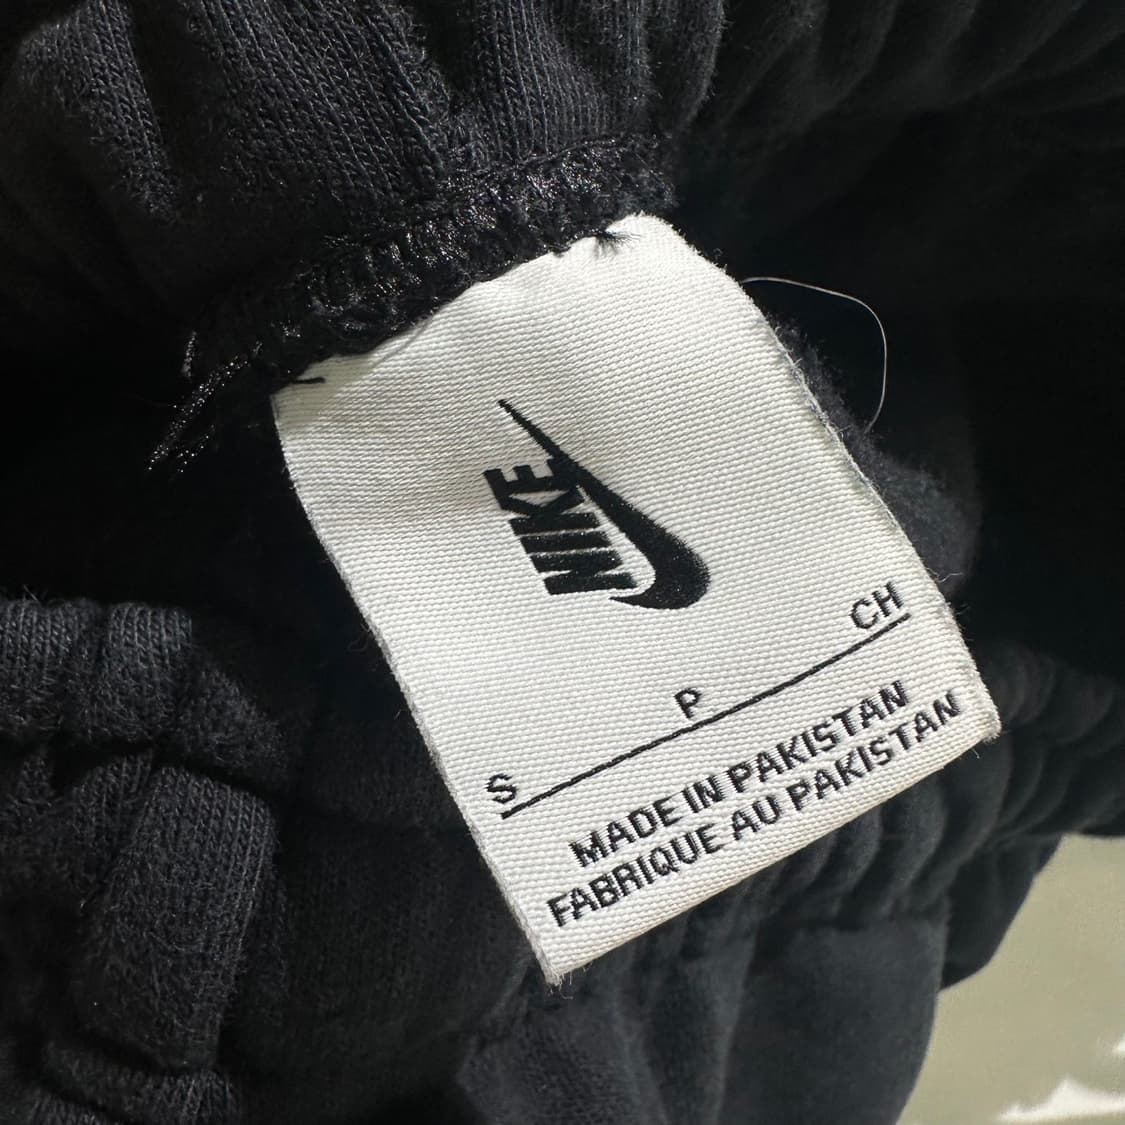 NIKE
S P CH
MADE IN PAKISTAN
FABRIQUE AU PAKISTAN